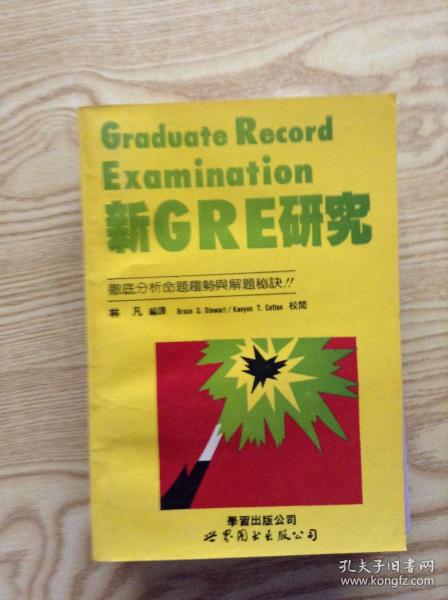 Graduate Record
Examination
新GRE研究
徹底分析命題趨勢與解題秘訣!!
林 凡 編譯 Bruce S. Stewart/Kenyon T. Cotton 校閱
學習出版公司
世界图书出版公司
孔夫子旧书网
www.kongfz.com